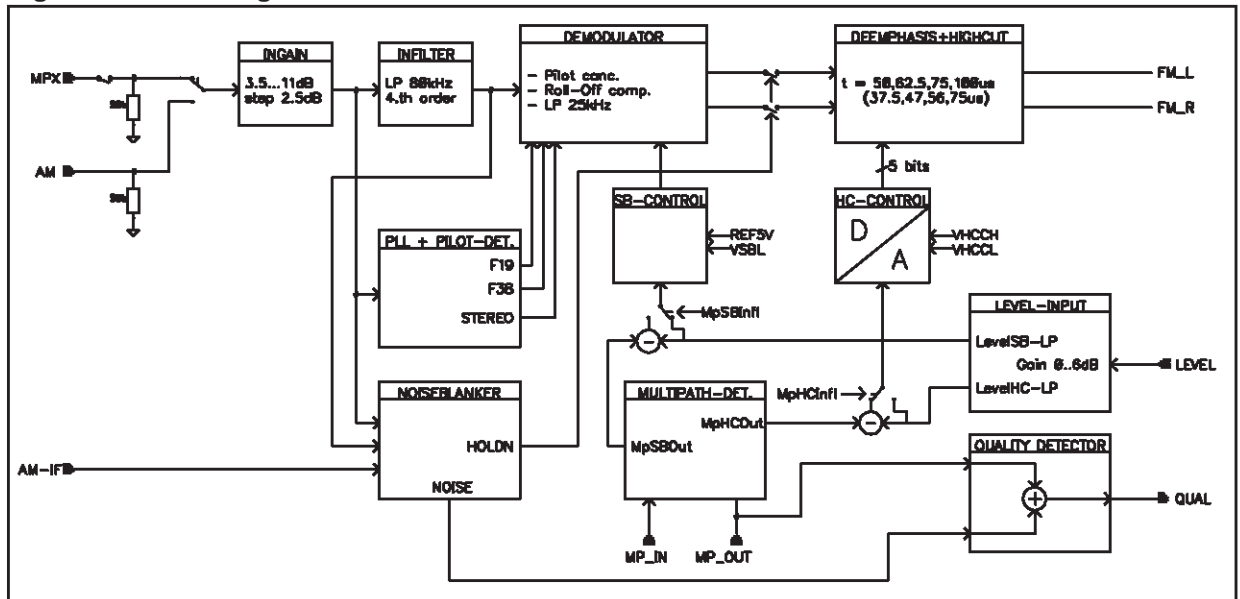 INGAIN
3.5...11dB
step 2.5dB
INFILTER
LP 80kHz
4.th order
DEMODULATOR
- Pilot canc.
- Roll-Off comp.
- LP 25kHz
DEEMPHASIS+HIGHCUT
t = 50,62.5,75,100us
(37.5,47,56,75us)
MPX
AM
FM_L
FM_R
5 bits
SB-CONTROL
REF5V
VSBL
HC-CONTROL
D
A
VHCCH
VHCCL
PLL + PILOT-DET.
F19
F38
STEREO
MpSBinfl
LEVEL-INPUT
LevelSB-LP
Gain 0..6dB
LevelHC-LP
LEVEL
NOISEBLANKER
HOLDN
NOISE
AM-IF
MULTIPATH-DET.
MpHCOut
MpSBOut
MpHCinfl
-
-
QUALITY DETECTOR
+
QUAL
MP_IN
MP_OUT